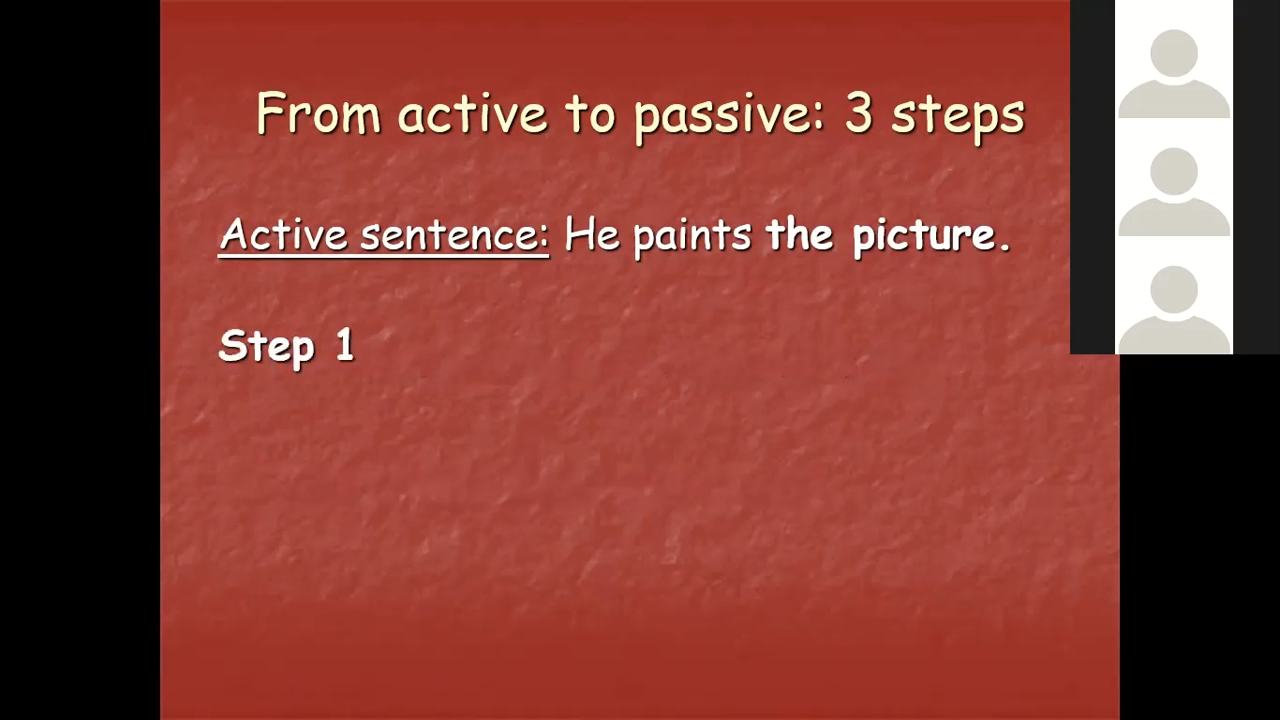 From active to passive: 3 steps
Active sentence: He paints the picture.
Step 1